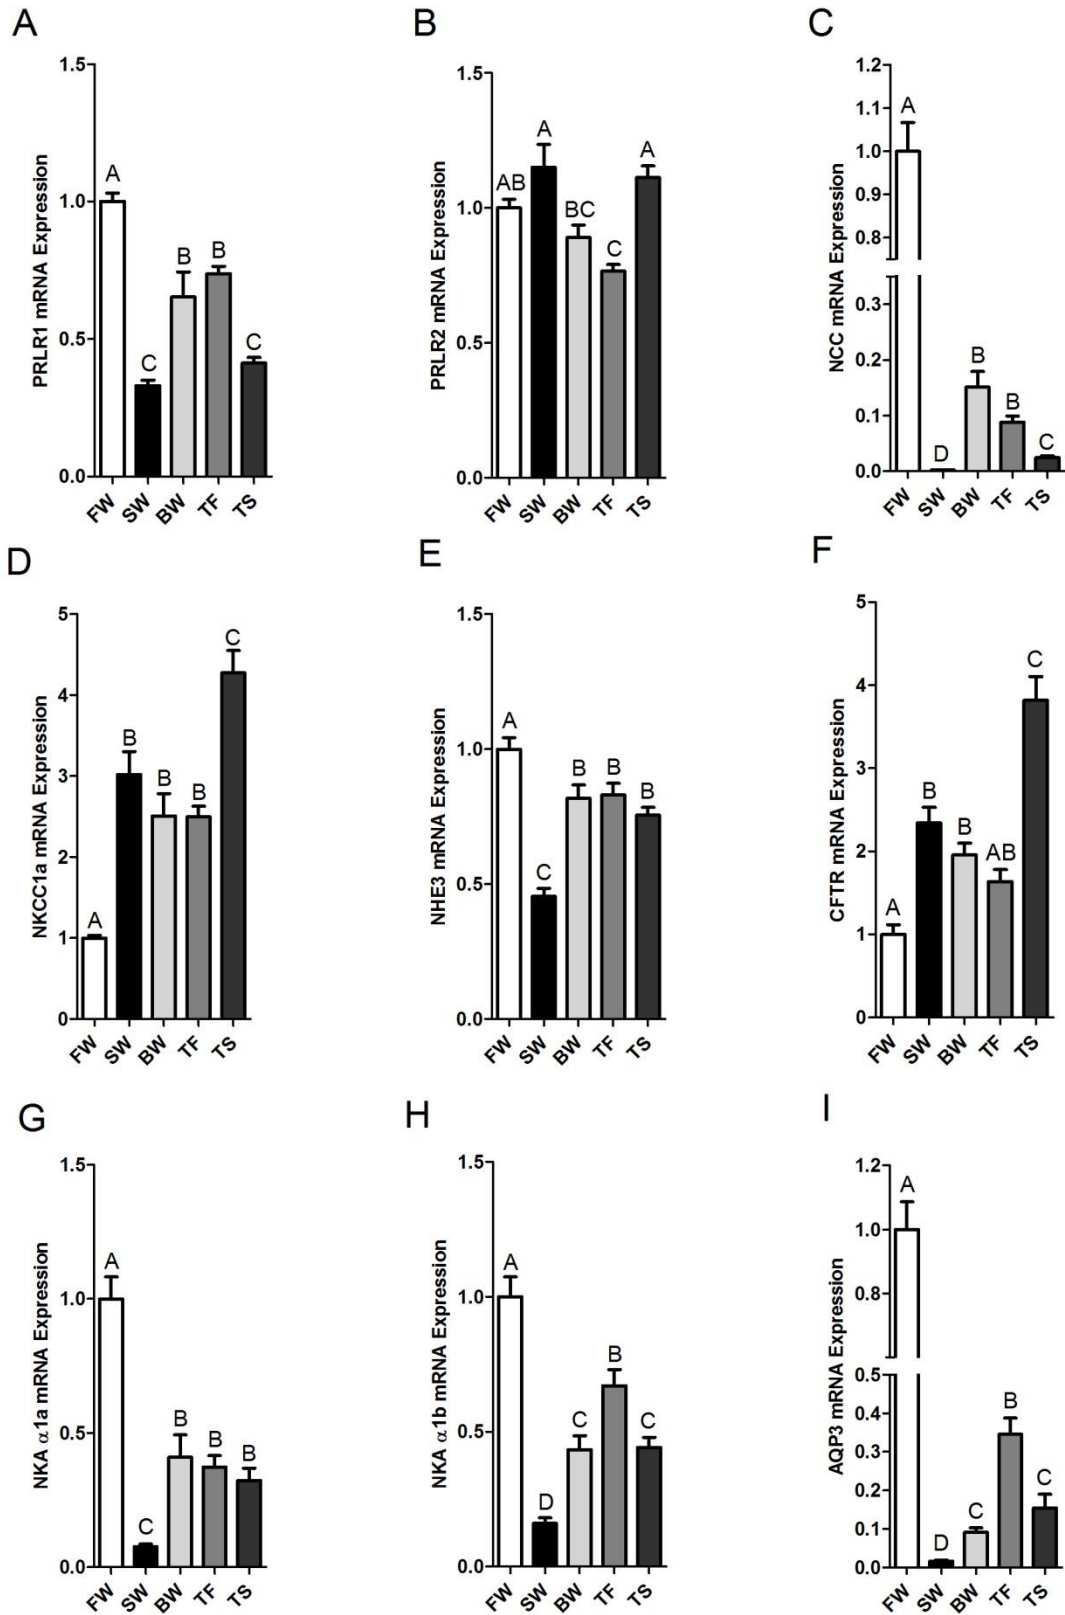 A
PRLR1 mRNA Expression
1.5
1.0
0.5
0.0
A
C
B
B
C
FW
SW
BW
TF
TS
B
PRLR2 mRNA Expression
1.5
1.0
0.5
0.0
AB
A
BC
C
A
FW
SW
BW
TF
TS
C
NCC mRNA Expression
1.2
1.1
1.0
0.9
0.8
0.3
0.2
0.1
0.0
A
D
B
B
C
FW
SW
BW
TF
TS
D
NKCC1a mRNA Expression
5
4
3
2
1
0
A
B
B
B
C
FW
SW
BW
TF
TS
E
NHE3 mRNA Expression
1.5
1.0
0.5
0.0
A
C
B
B
B
FW
SW
BW
TF
TS
F
CFTR mRNA Expression
5
4
3
2
1
0
A
B
B
AB
C
FW
SW
BW
TF
TS
G
NKA α1a mRNA Expression
1.5
1.0
0.5
0.0
A
C
B
B
B
FW
SW
BW
TF
TS
H
NKA α1b mRNA Expression
1.5
1.0
0.5
0.0
A
D
C
B
C
FW
SW
BW
TF
TS
I
AQP3 mRNA Expression
1.2
1.0
0.8
0.5
0.4
0.3
0.2
0.1
0.0
A
D
C
B
C
FW
SW
BW
TF
TS